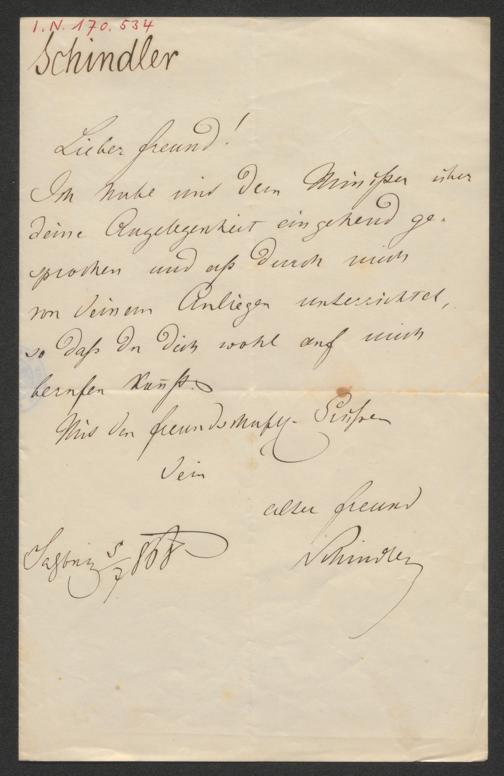 I.N. 170.534
Schindler
Lieber Freund!
Ich habe mit dem Minister über
deine Angelegenheit eingehend ge-
sprochen und durch mich
von deinem Anliegen unterrichtet,
so daß Du Dich wohl auf mich
berufen kannst.
Mit den freundschaftl. Grüßen
Dein
alter Freund
Schindler
5/7 868